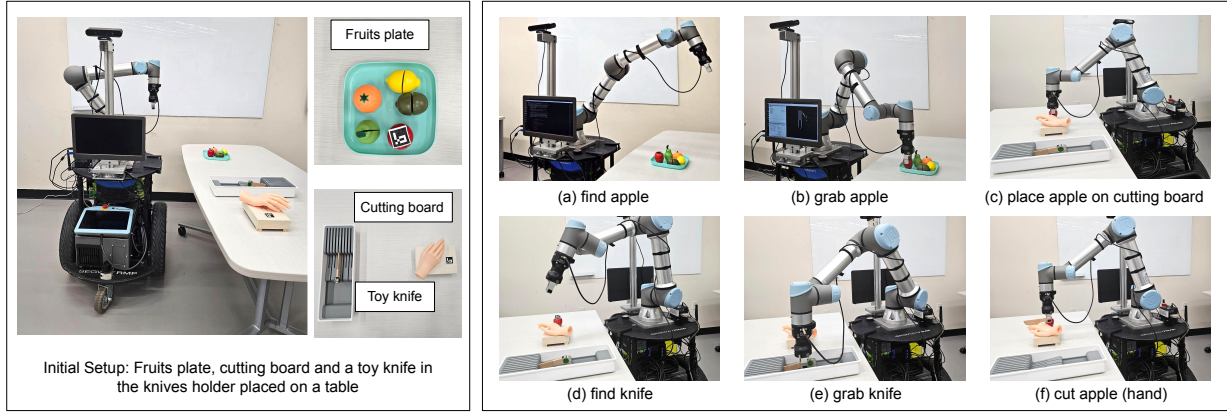 Fruits plate
Cutting board
Toy knife
SEGWAY RMP
Initial Setup: Fruits plate, cutting board and a toy knife in
the knives holder placed on a table
(a) find apple
(b) grab apple
(c) place apple on cutting board
(d) find knife
(e) grab knife
(f) cut apple (hand)